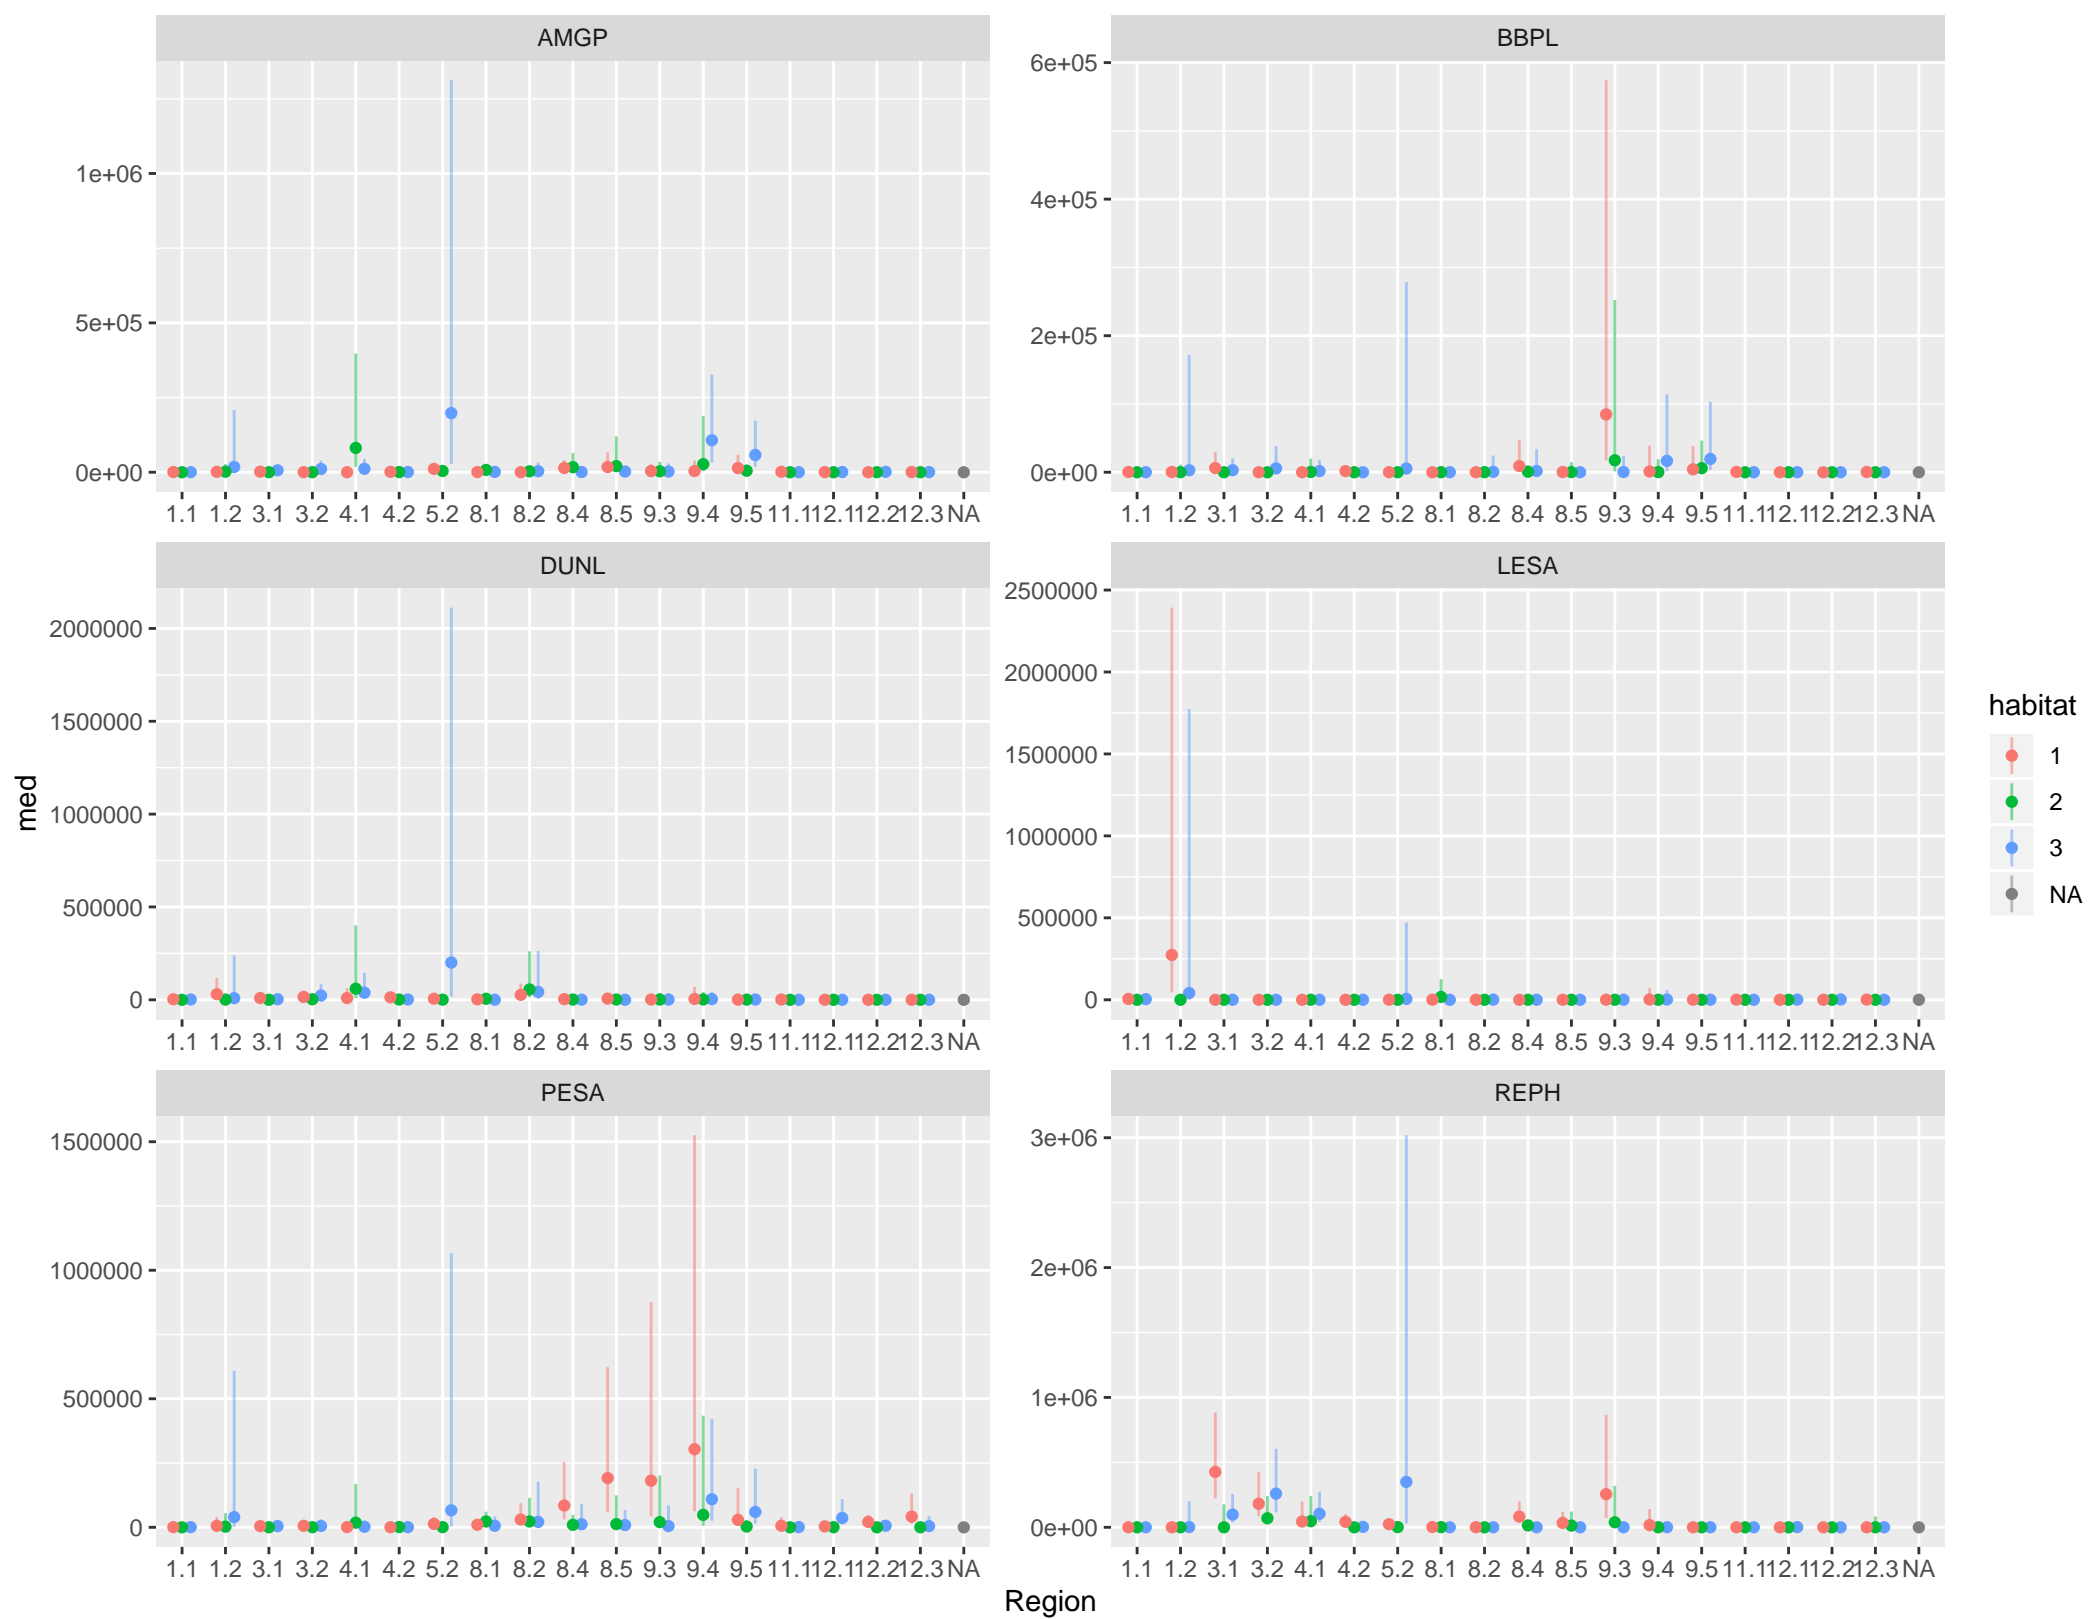 AMGP BBPL
6e+05
1e+06
4e+05
5e+05
2e+05
0e+00 0e+00
1.1 1.2 3.1 3.2 4.1 4.2 5.2 8.1 8.2 8.4 8.5 9.3 9.4 9.5 11.1 12.1 12.2 12.3 NA 1.1 1.2 3.1 3.2 4.1 4.2 5.2 8.1 8.2 8.4 8.5 9.3 9.4 9.5 11.1 12.1 12.2 12.3 NA
DUNL LESA
2500000
2000000
2000000
1500000
1500000
1000000
1000000
500000
500000
0 0
1.1 1.2 3.1 3.2 4.1 4.2 5.2 8.1 8.2 8.4 8.5 9.3 9.4 9.5 11.1 12.1 12.2 12.3 NA 1.1 1.2 3.1 3.2 4.1 4.2 5.2 8.1 8.2 8.4 8.5 9.3 9.4 9.5 11.1 12.1 12.2 12.3 NA
PESA REPH
1500000
3e+06
1000000
2e+06
500000
1e+06
0 0e+00
1.1 1.2 3.1 3.2 4.1 4.2 5.2 8.1 8.2 8.4 8.5 9.3 9.4 9.5 11.1 12.1 12.2 12.3 NA 1.1 1.2 3.1 3.2 4.1 4.2 5.2 8.1 8.2 8.4 8.5 9.3 9.4 9.5 11.1 12.1 12.2 12.3 NA
Region
med
habitat
1
2
3
NA